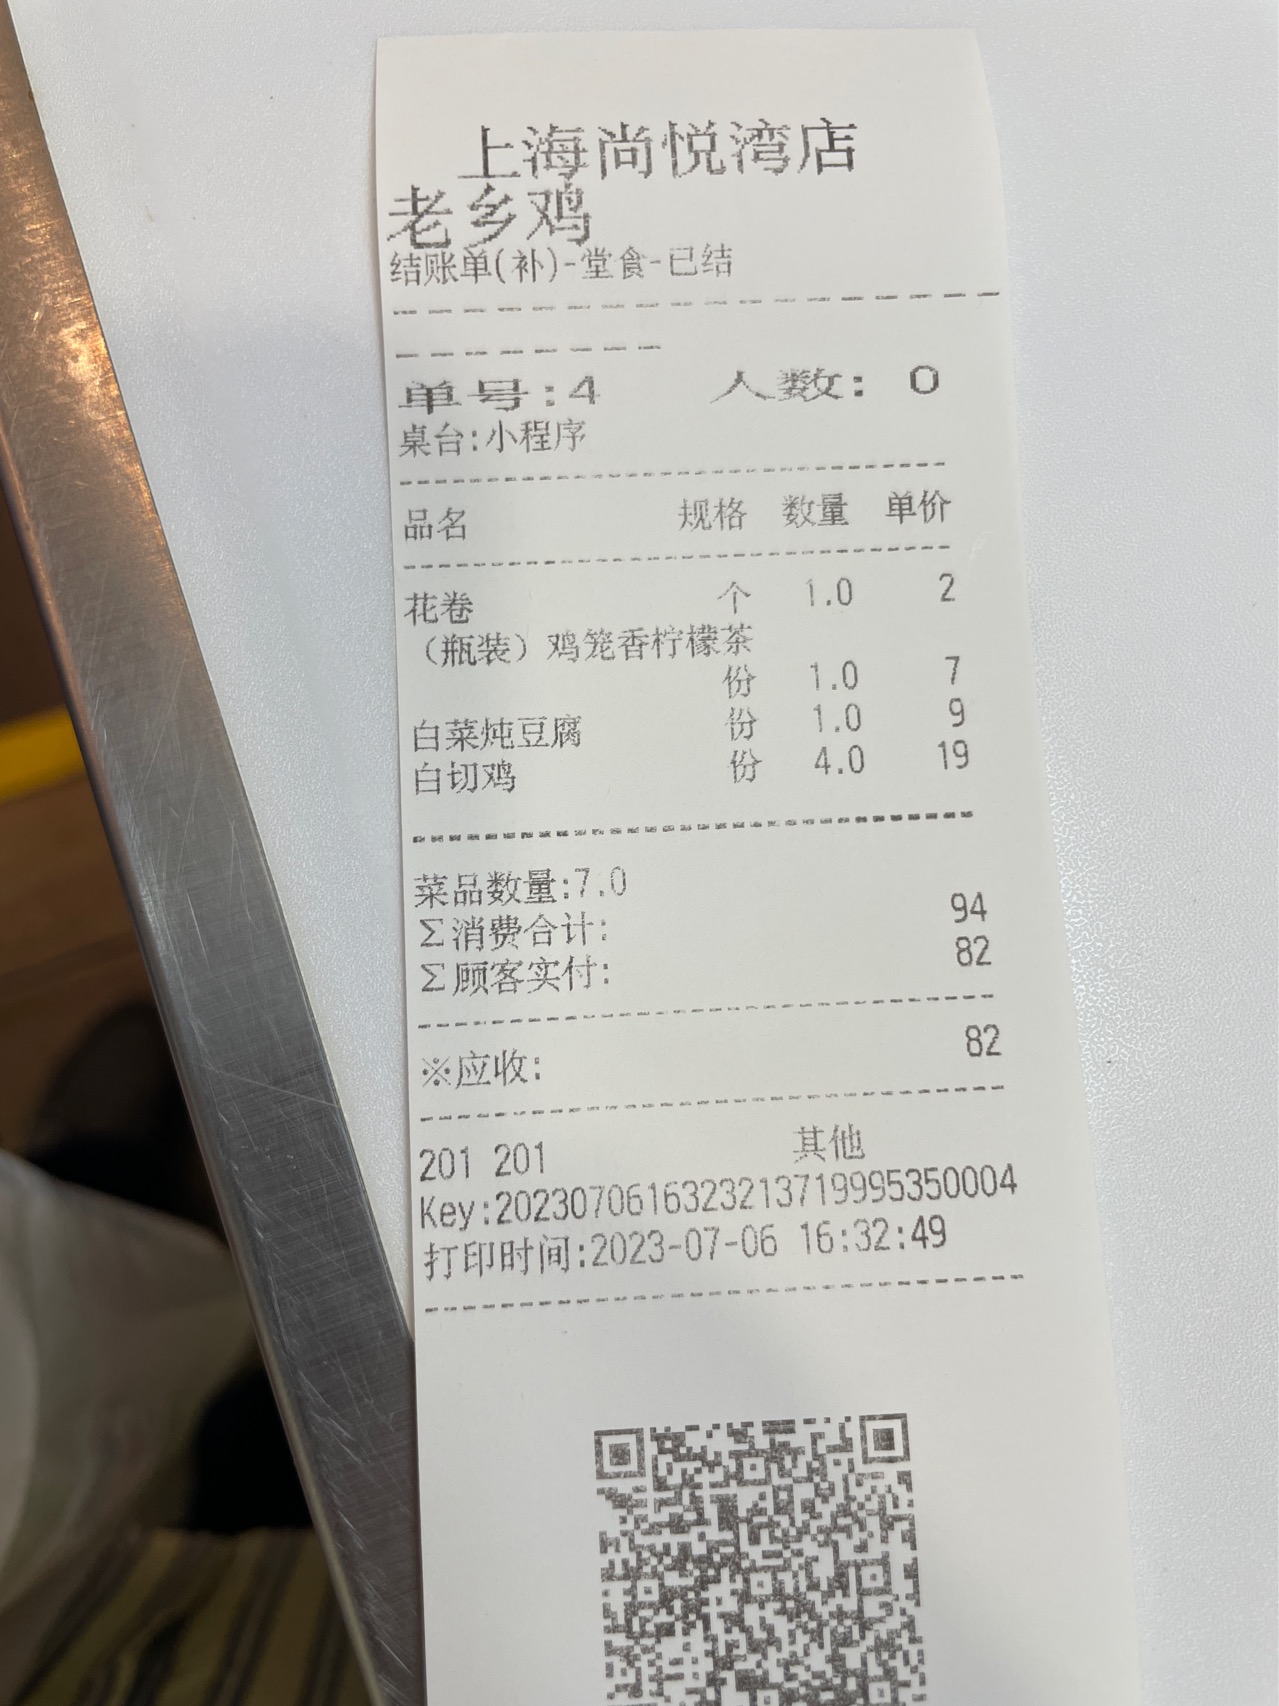 上海尚悦湾店
老乡鸡
结账单(补)-堂食-已结
单号:4 人数: 0
桌台:小程序
品名 规格 数量 单价
花卷 个 1.0 2
（瓶装）鸡笼香柠檬茶
份 1.0 7
白菜炖豆腐 份 1.0 9
白切鸡 份 4.0 19
菜品数量:7.0
Σ消费合计: 94
Σ顾客实付: 82
※应收: 82
201 201 其他
Key:2023070616323213719995350004
打印时间:2023-07-06 16:32:49